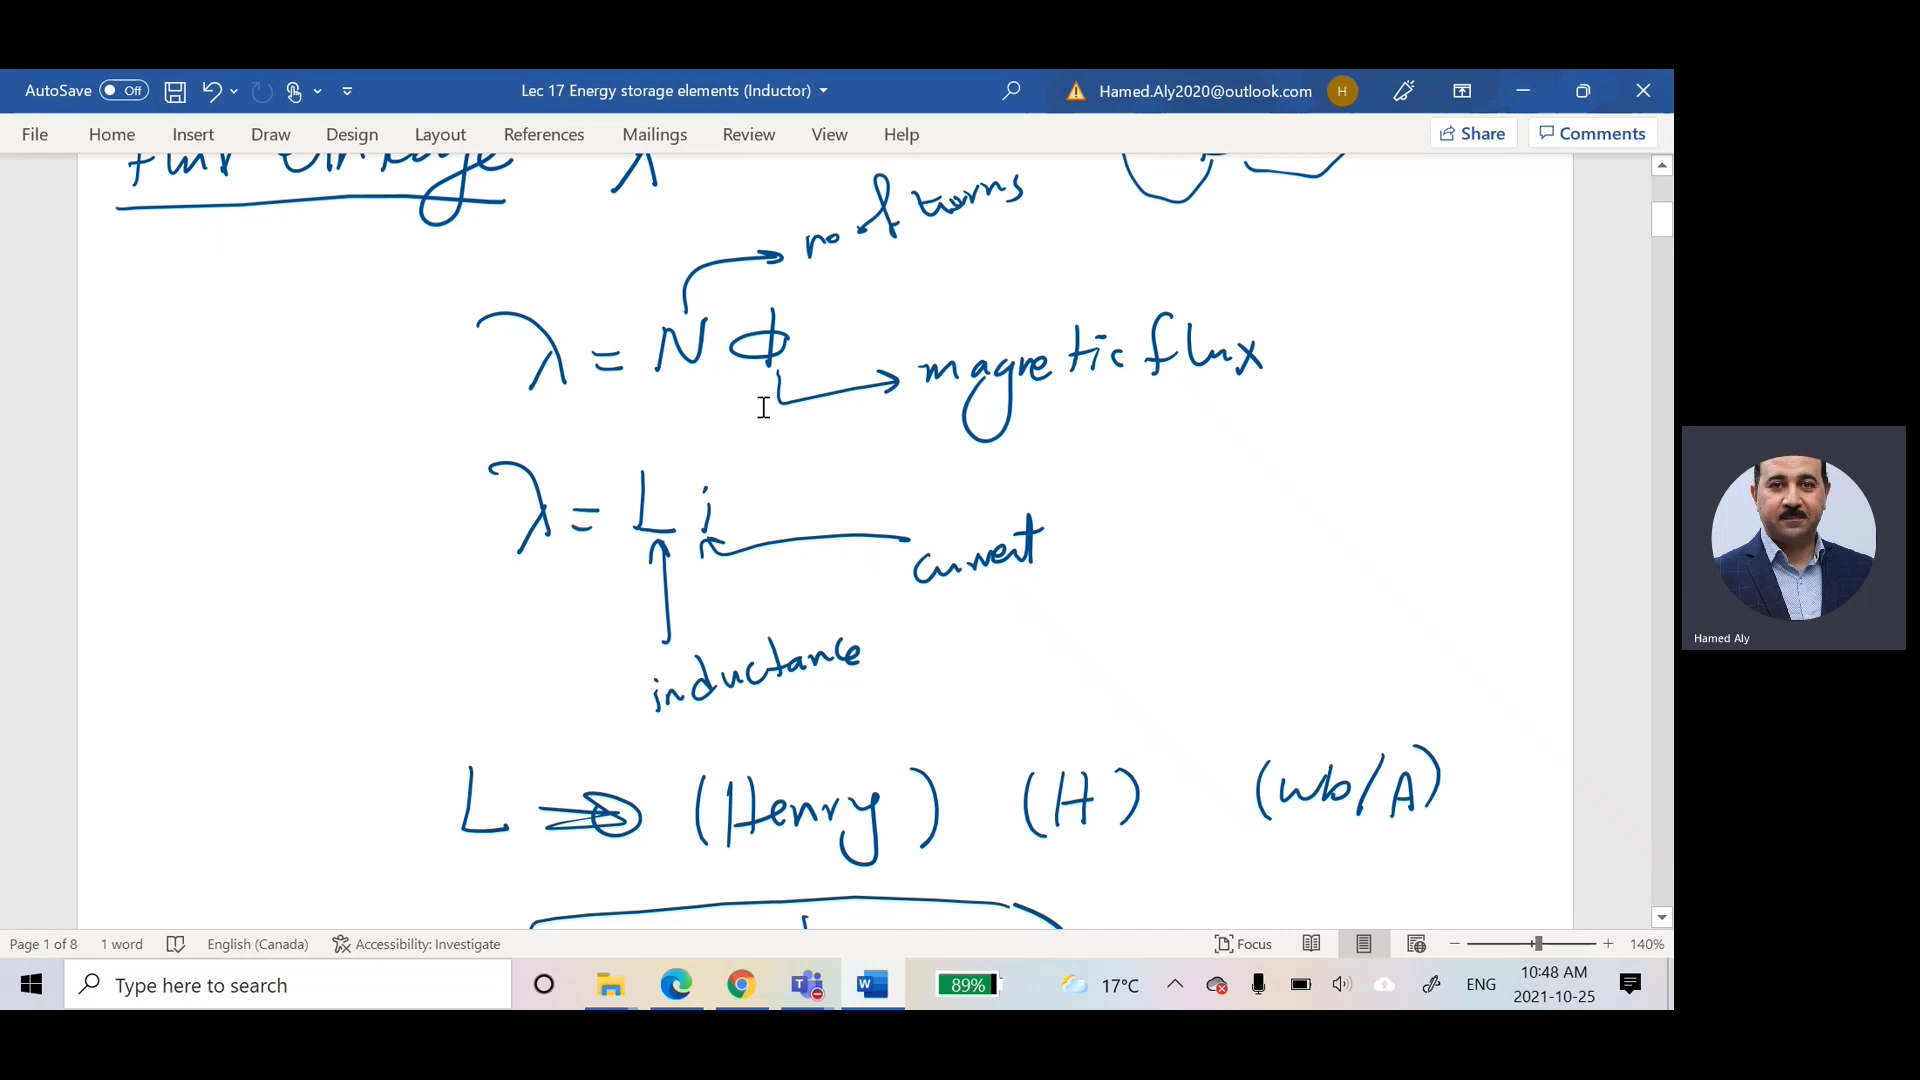 AutoSave Off Lec 17 Energy storage elements (Inductor) Hamed.Aly2020@outlook.com H
File Home Insert Draw Design Layout References Mailings Review View Help Share Comments
λ
no of turns
λ = N Φ
magnetic flux
λ = L i
current
inductance
L ⇒ (Henry) (H) (wb/A)
Hamed Aly
Page 1 of 8 1 word English (Canada) Accessibility: Investigate Focus 140%
Type here to search 89% 17°C ENG 10:48 AM
2021-10-25